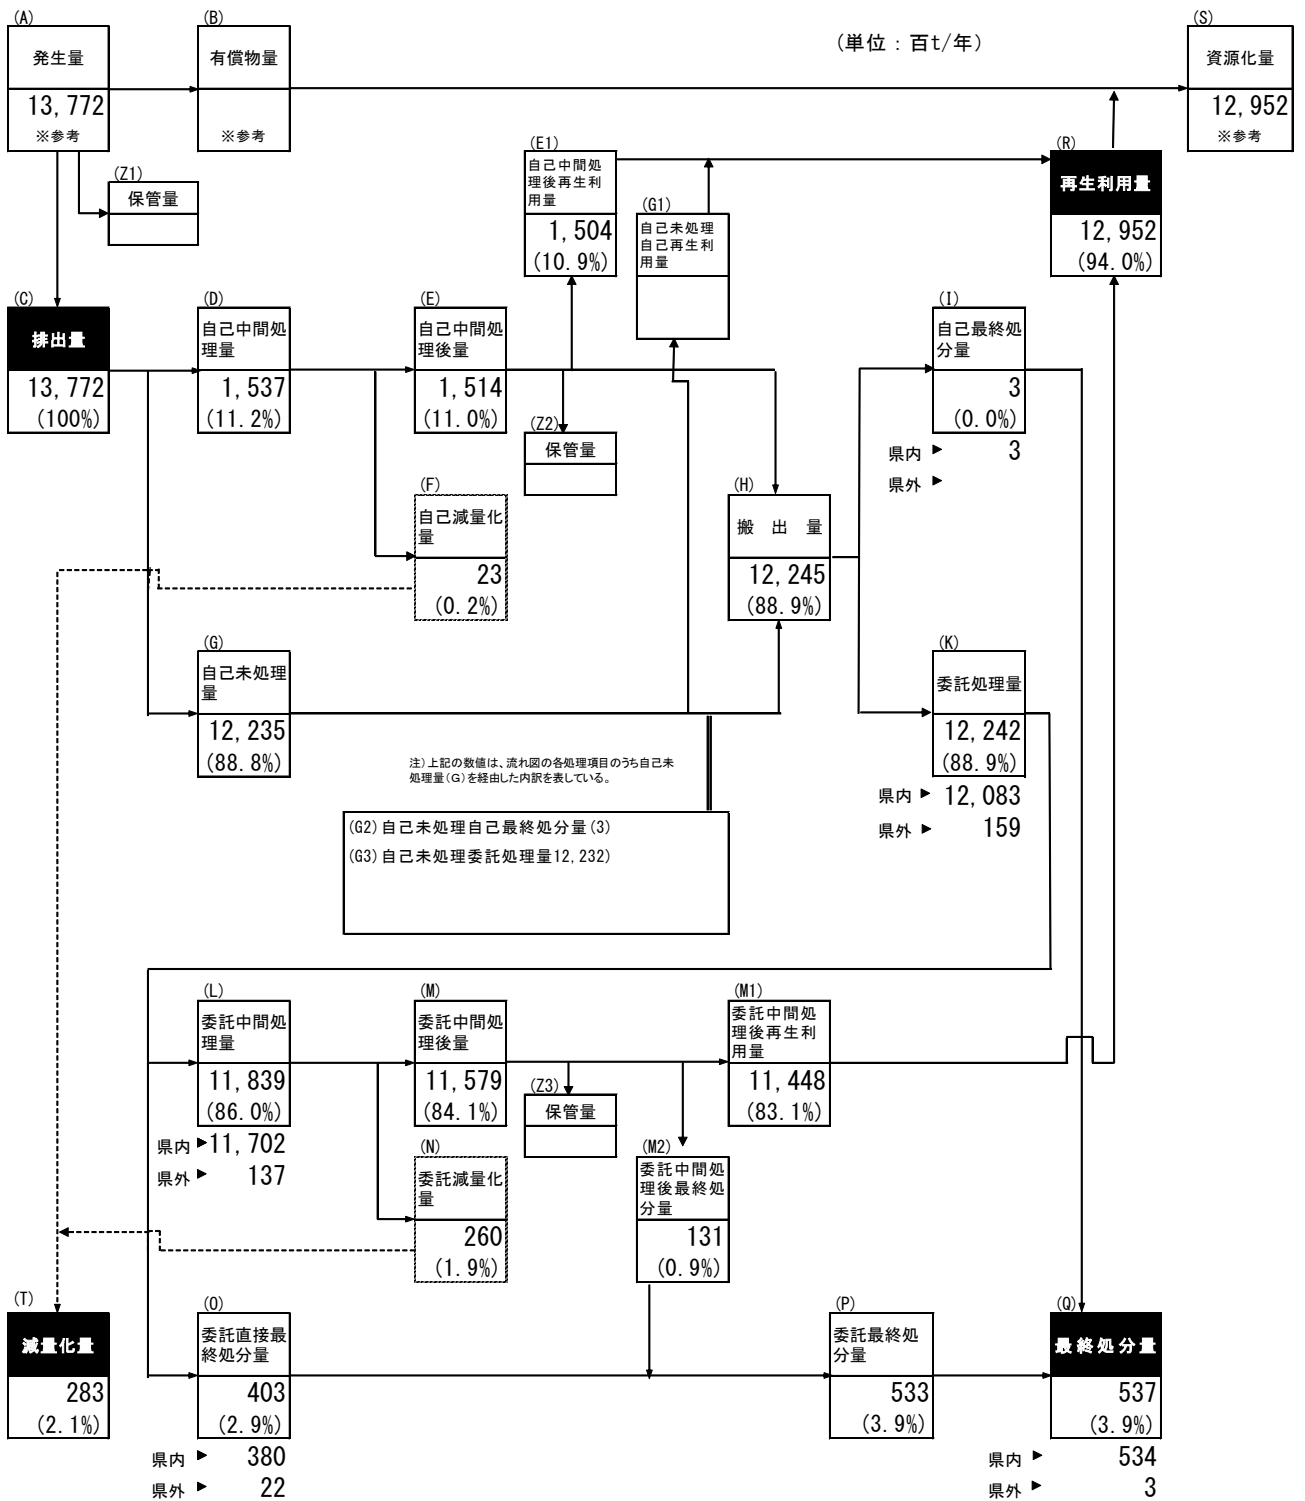 (A)
発生量
13,772
※参考
(B)
有償物量
※参考
(単位：百t/年)
(S)
資源化量
12,952
※参考
(Z1)
保管量
(E1)
自己中間処
理後再生利
用量
1,504
(10.9%)
(G1)
自己未処理
自己再生利
用量
(R)
再生利用量
12,952
(94.0%)
(C)
排出量
13,772
(100%)
(D)
自己中間処
理量
1,537
(11.2%)
(E)
自己中間処
理後量
1,514
(11.0%)
(Z2)
保管量
(I)
自己最終処
分量
3
(0.0%)
県内 ▶ 3
県外 ▶
(F)
自己減量化
量
23
(0.2%)
(H)
搬 出 量
12,245
(88.9%)
(G)
自己未処理
量
12,235
(88.8%)
(K)
委託処理量
12,242
(88.9%)
県内 ▶ 12,083
県外 ▶ 159
注)上記の数値は、流れ図の各処理項目のうち自己未
処理量(G)を経由した内訳を表している。
(G2)自己未処理自己最終処分量(3)
(G3)自己未処理委託処理量12,232)
(L)
委託中間処
理量
11,839
(86.0%)
県内 ▶ 11,702
県外 ▶ 137
(M)
委託中間処
理後量
11,579
(84.1%)
(Z3)
保管量
(M1)
委託中間処
理後再生利
用量
11,448
(83.1%)
(N)
委託減量化
量
260
(1.9%)
(M2)
委託中間処
理後最終処
分量
131
(0.9%)
(T)
減量化量
283
(2.1%)
(O)
委託直接最
終処分量
403
(2.9%)
県内 ▶ 380
県外 ▶ 22
(P)
委託最終処
分量
533
(3.9%)
(Q)
最終処分量
537
(3.9%)
県内 ▶ 534
県外 ▶ 3